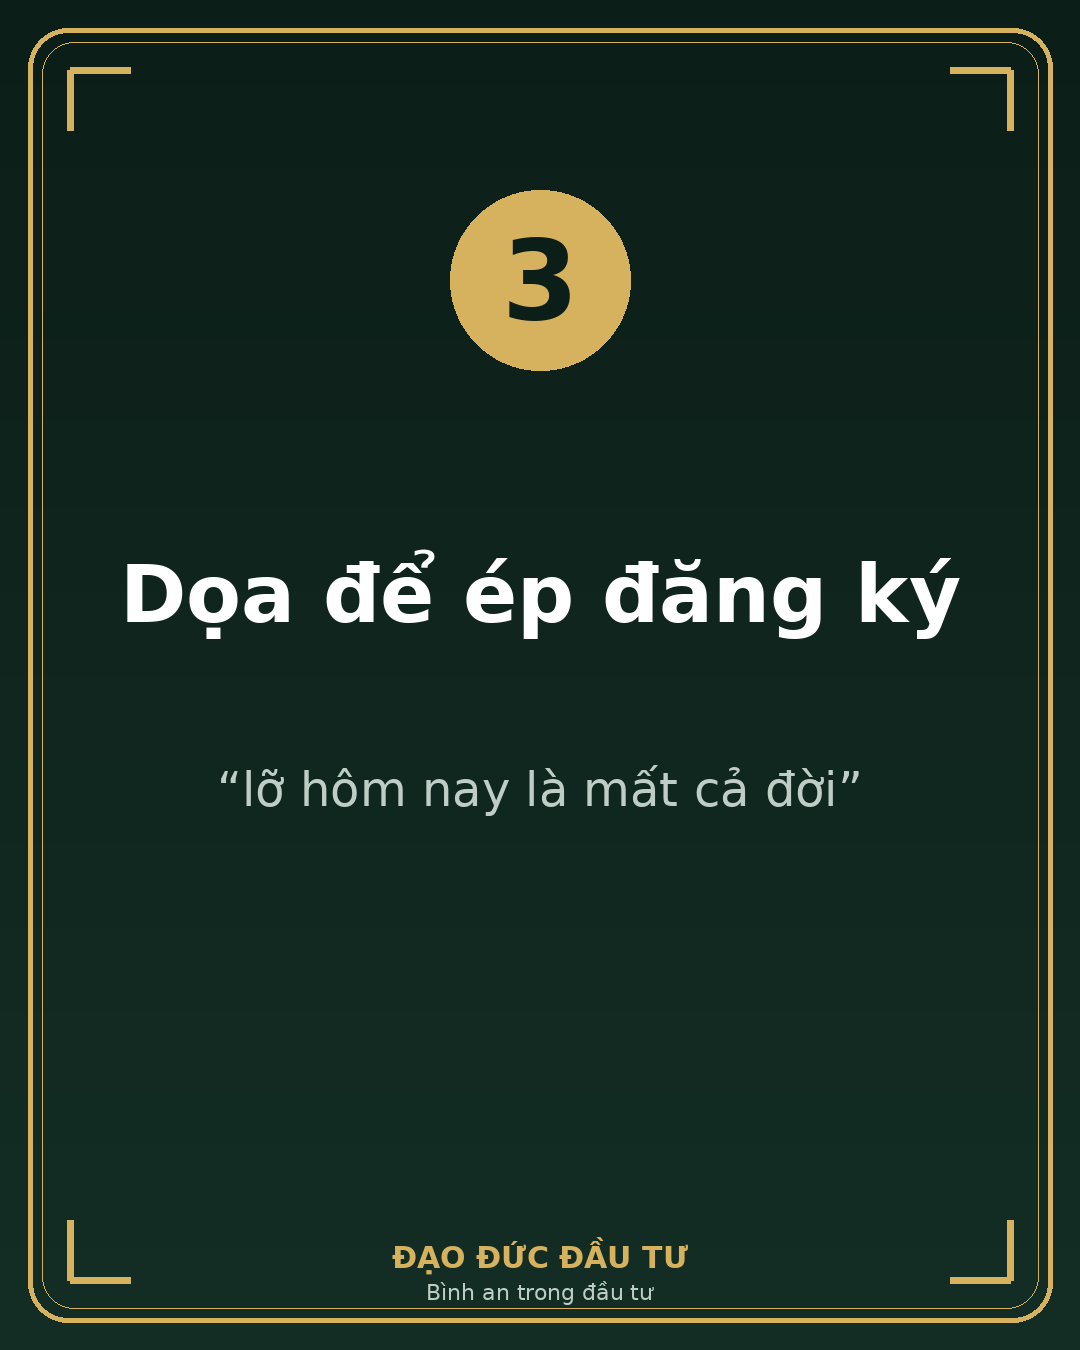 3
Dọa để ép đăng ký
“lỡ hôm nay là mất cả đời”
ĐẠO ĐỨC ĐẦU TƯ
Bình an trong đầu tư